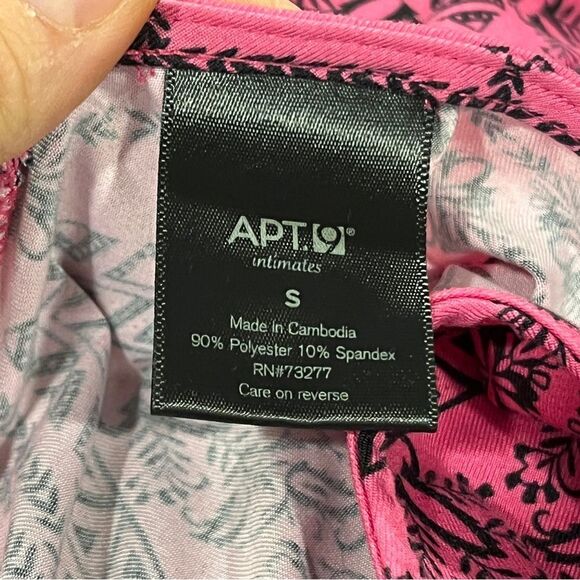 APT.9®
intimates
S
Made in Cambodia
90% Polyester 10% Spandex
RN#73277
Care on reverse